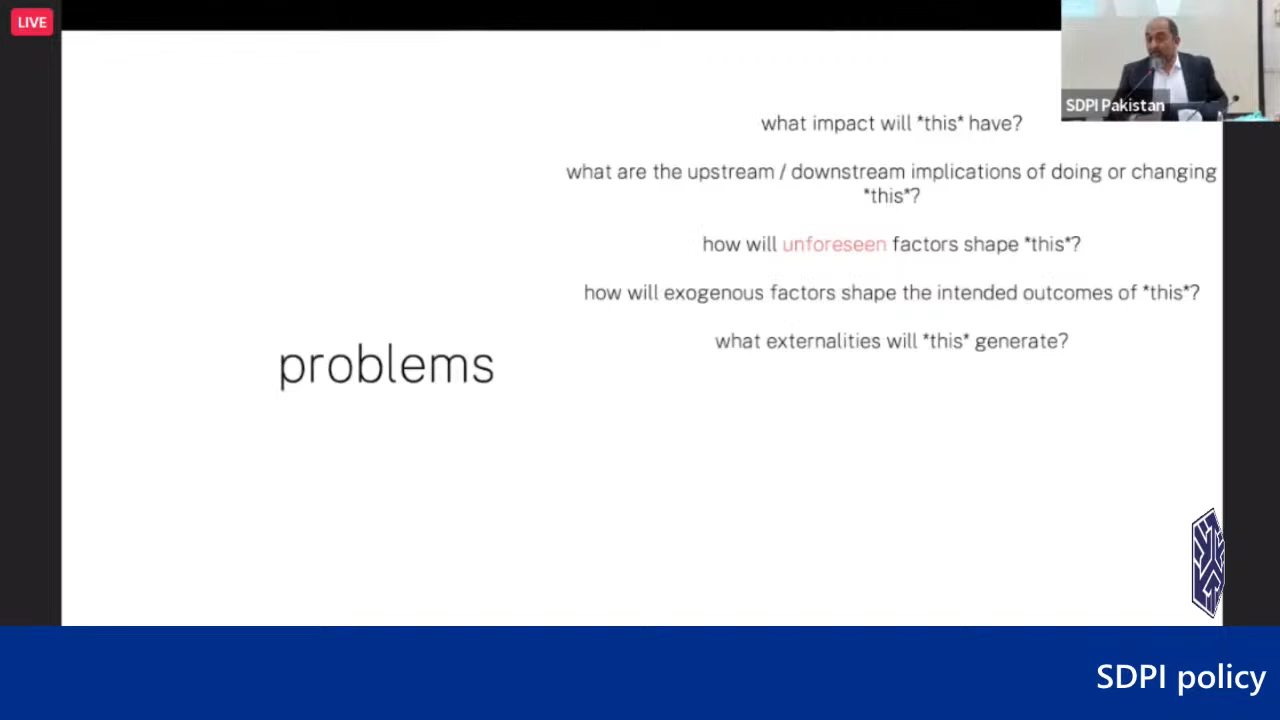 LIVE
SDPI Pakistan
what impact will *this* have?
what are the upstream / downstream implications of doing or changing
*this*?
how will unforeseen factors shape *this*?
how will exogenous factors shape the intended outcomes of *this*?
what externalities will *this* generate?
problems
SDPI policy